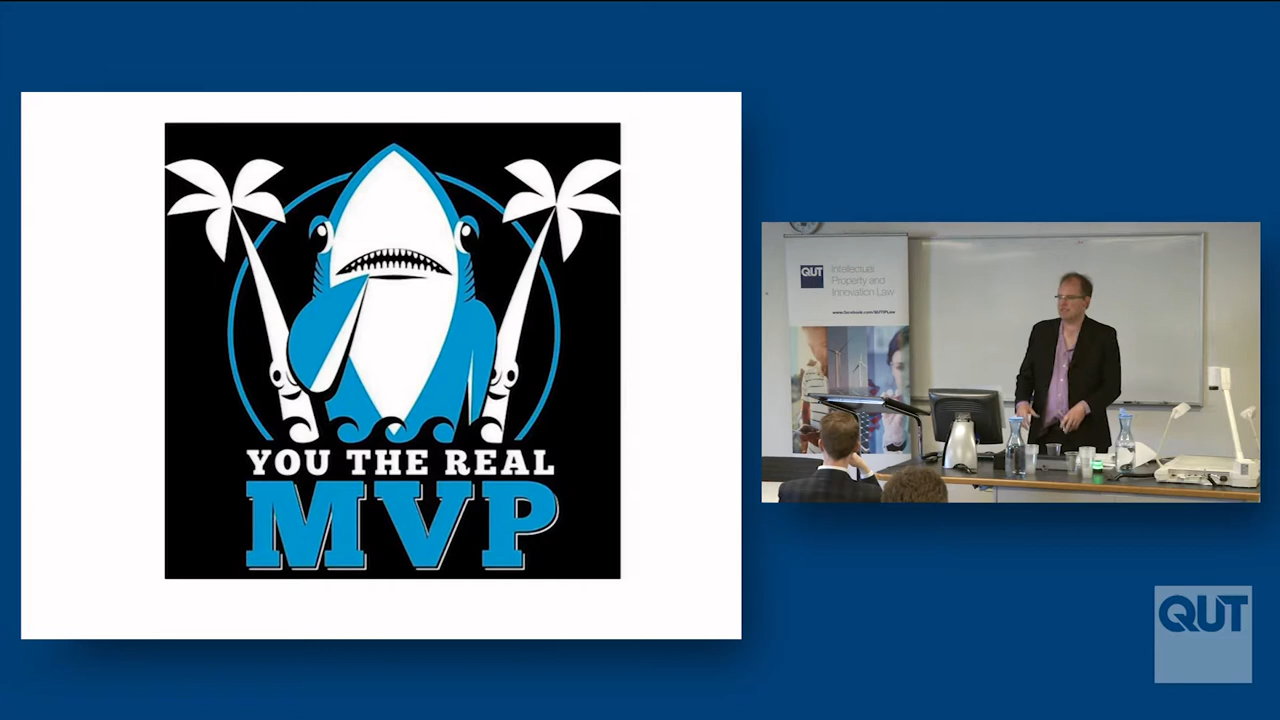 YOU THE REAL
MVP
QUT
Intellectual
Property and
Innovation Law
www.facebook.com/QUTIPLaw
QUT